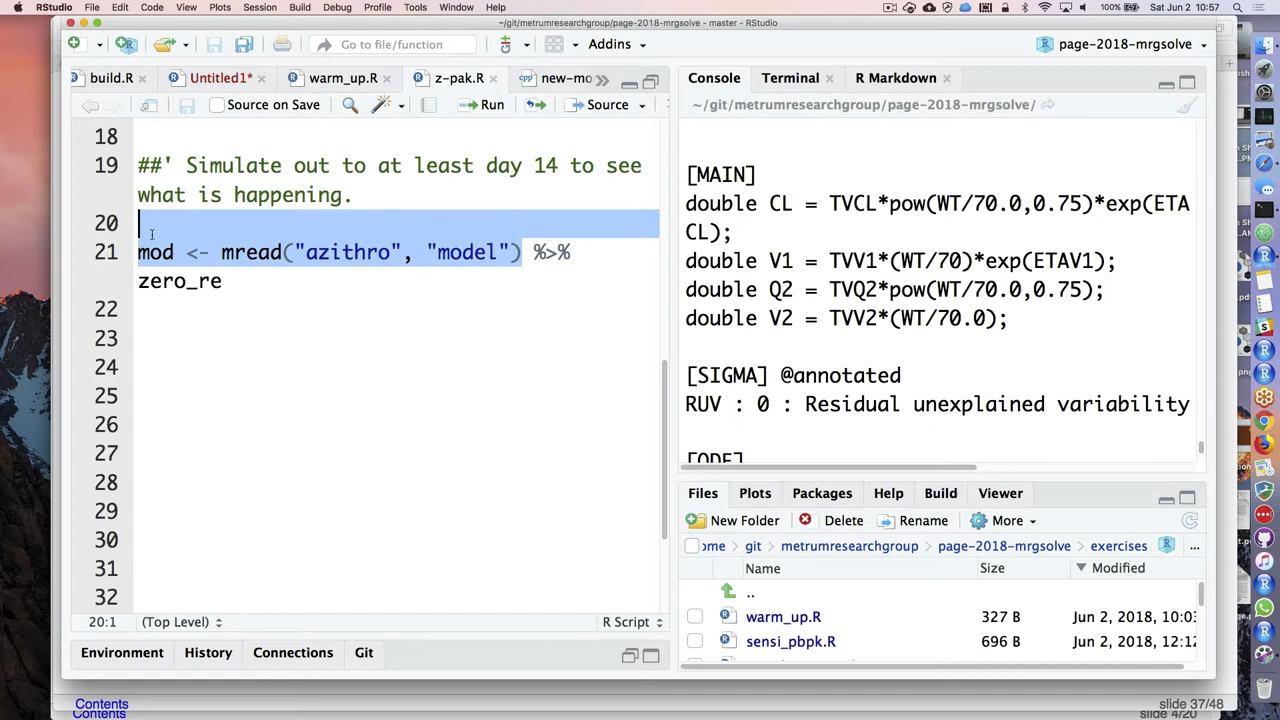 RStudio File Edit Code View Plots Session Build Debug Profile Tools Window Help 100% Sat Jun 2 10:57
~/git/metrumresearchgroup/page-2018-mrgsolve - master - RStudio
Go to file/function Addins page-2018-mrgsolve
build.R Untitled1* warm_up.R z-pak.R new-mo
Source on Save Run Source
18
19 ##' Simulate out to at least day 14 to see
what is happening.
20
21 mod <- mread("azithro", "model") %>%
zero_re
22
23
24
25
26
27
28
29
30
31
32
20:1 (Top Level) R Script
Environment History Connections Git
Console Terminal R Markdown
~/git/metrumresearchgroup/page-2018-mrgsolve/
[MAIN]
double CL = TVCL*pow(WT/70.0,0.75)*exp(ETA
CL);
double V1 = TVV1*(WT/70)*exp(ETAV1);
double Q2 = TVQ2*pow(WT/70.0,0.75);
double V2 = TVV2*(WT/70.0);
[SIGMA] @annotated
RUV : 0 : Residual unexplained variability
[ODE]
Files Plots Packages Help Build Viewer
New Folder Delete Rename More
ome > git > metrumresearchgroup > page-2018-mrgsolve > exercises ...
Name Size Modified
..
warm_up.R 327 B Jun 2, 2018, 10:03
sensi_pbpk.R 696 B Jun 2, 2018, 12:12
Contents slide 37/48
Contents slide 4/20